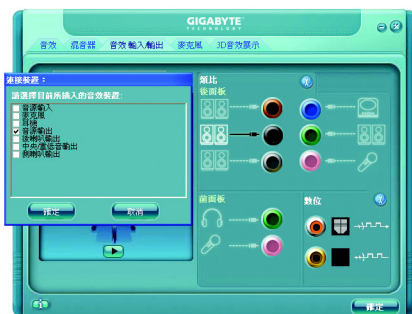 GIGABYTE
TECHNOLOGY
音效 混音器 音效輸入/輸出 麥克風 3D音效展示
連接裝置：
請選擇目前所插入的音效裝置:
音源輸入
麥克風
耳機
音源輸出
後喇叭輸出
中央/重低音輸出
側喇叭輸出
確定 取消
類比
後面板
前面板
數位
確定